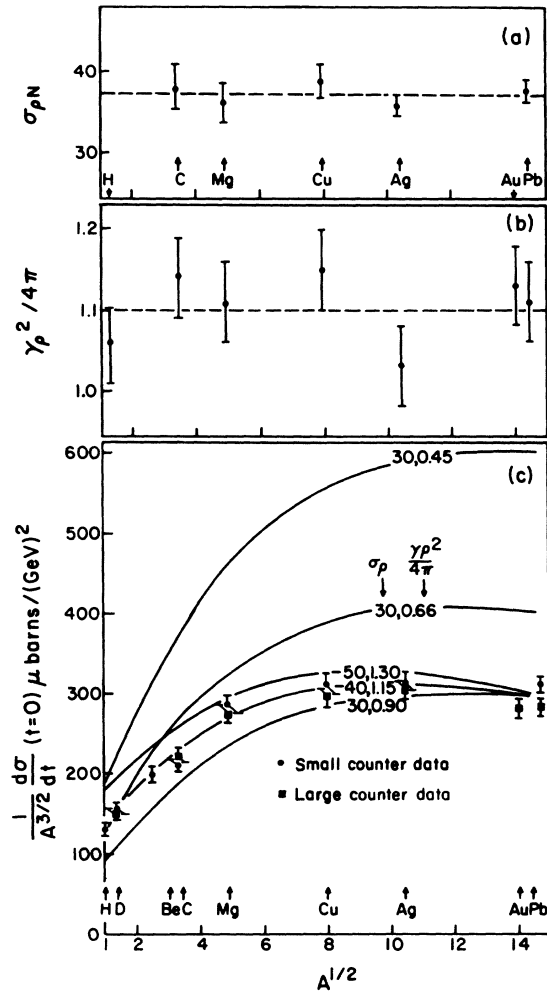 (a)
40
30
σρN
H C Mg Cu Ag Au Pb
(b)
1.2
1.1
1.0
γρ² / 4π
(c)
600
500
400
300
200
100
0
1/A^3/2 dσ/dt (t=0) μ barns/(GeV)²
30,0.45
σρ γρ²/4π
30,0.66
50,1.30
40,1.15
30,0.90
Small counter data
Large counter data
H D Be C Mg Cu Ag Au Pb
1 2 4 6 8 10 12 14
A^1/2